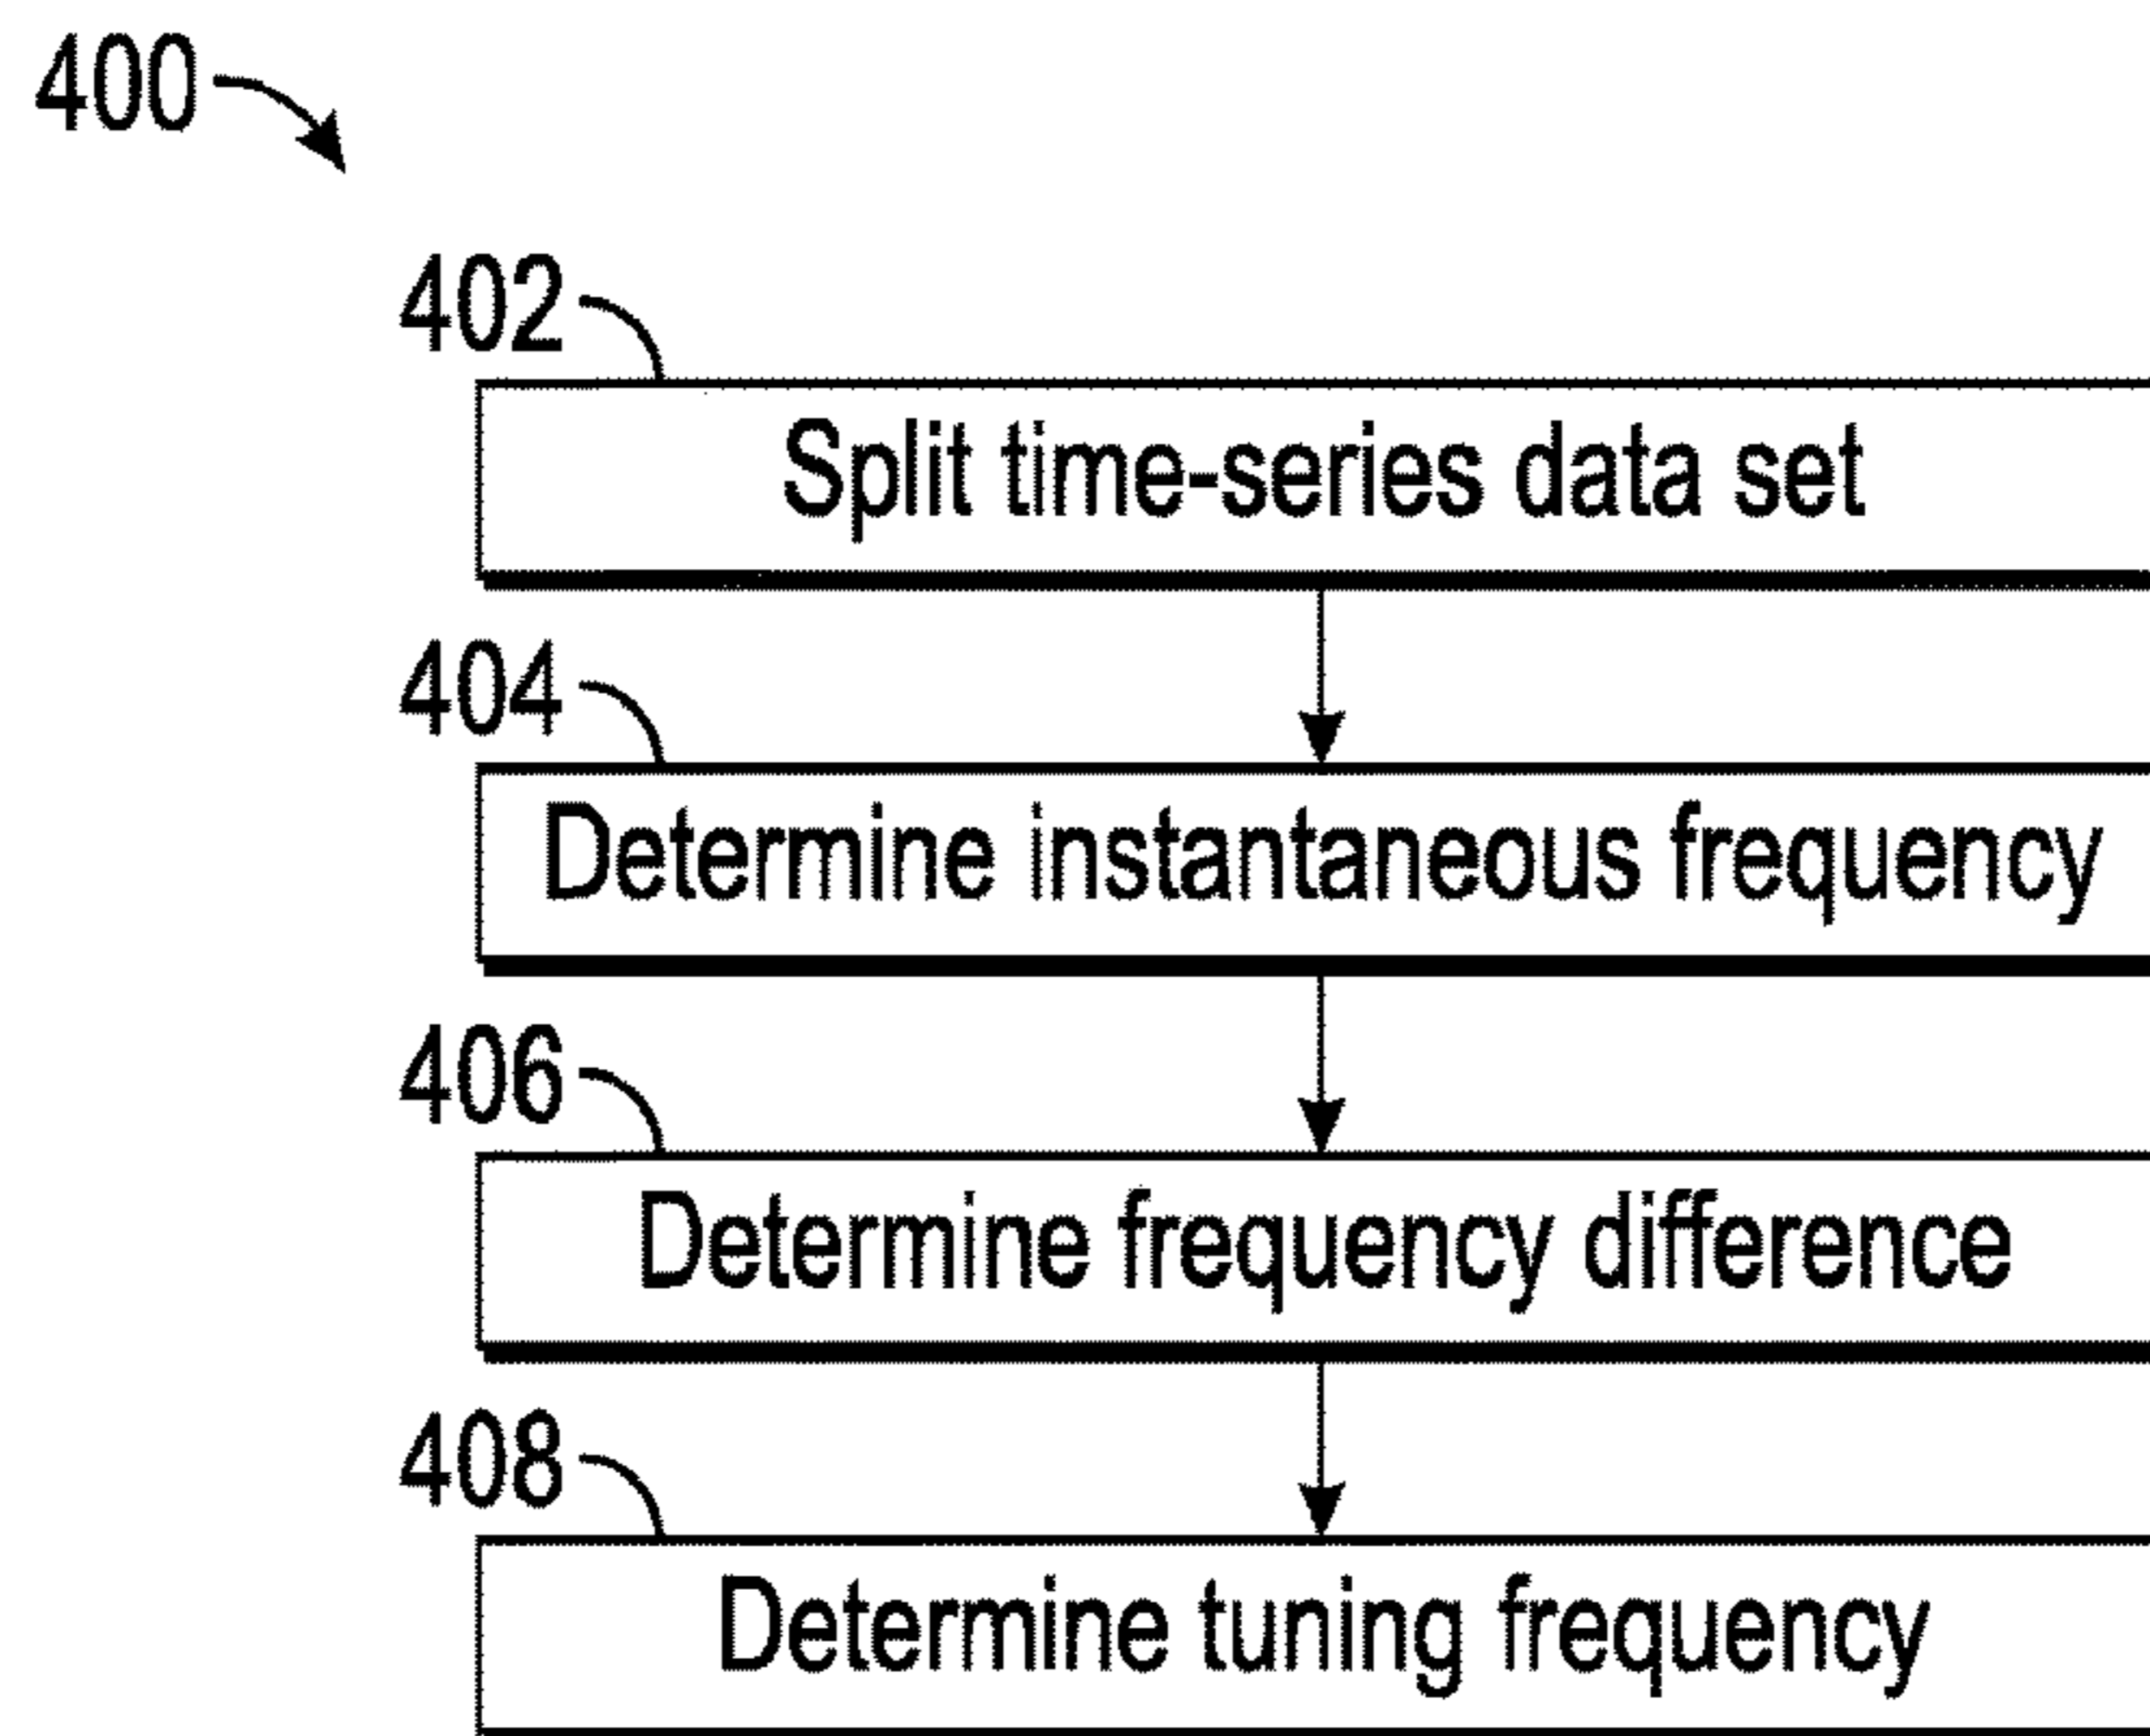 400
402
Split time-series data set
404
Determine instantaneous frequency
406
Determine frequency difference
408
Determine tuning frequency